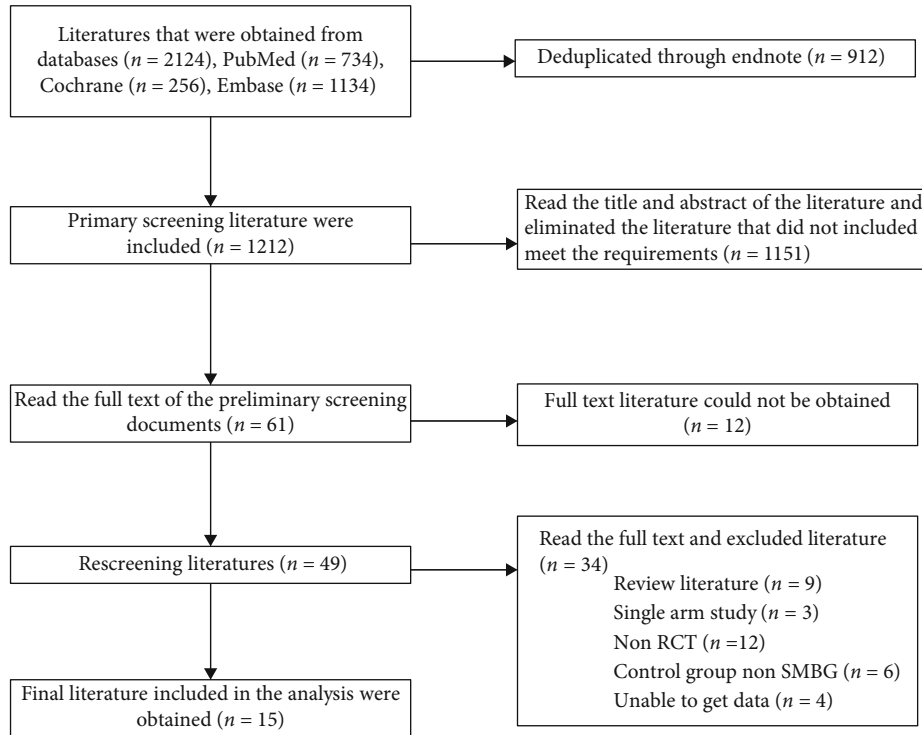 Literatures that were obtained from
databases (n = 2124), PubMed (n = 734),
Cochrane (n = 256), Embase (n = 1134)
Deduplicated through endnote (n = 912)
Primary screening literature were
included (n = 1212)
Read the title and abstract of the literature and
eliminated the literature that did not included
meet the requirements (n = 1151)
Read the full text of the preliminary screening
documents (n = 61)
Full text literature could not be obtained
(n = 12)
Rescreening literatures (n = 49)
Read the full text and excluded literature
(n = 34)
Review literature (n = 9)
Single arm study (n = 3)
Non RCT (n =12)
Control group non SMBG (n = 6)
Unable to get data (n = 4)
Final literature included in the analysis were
obtained (n = 15)